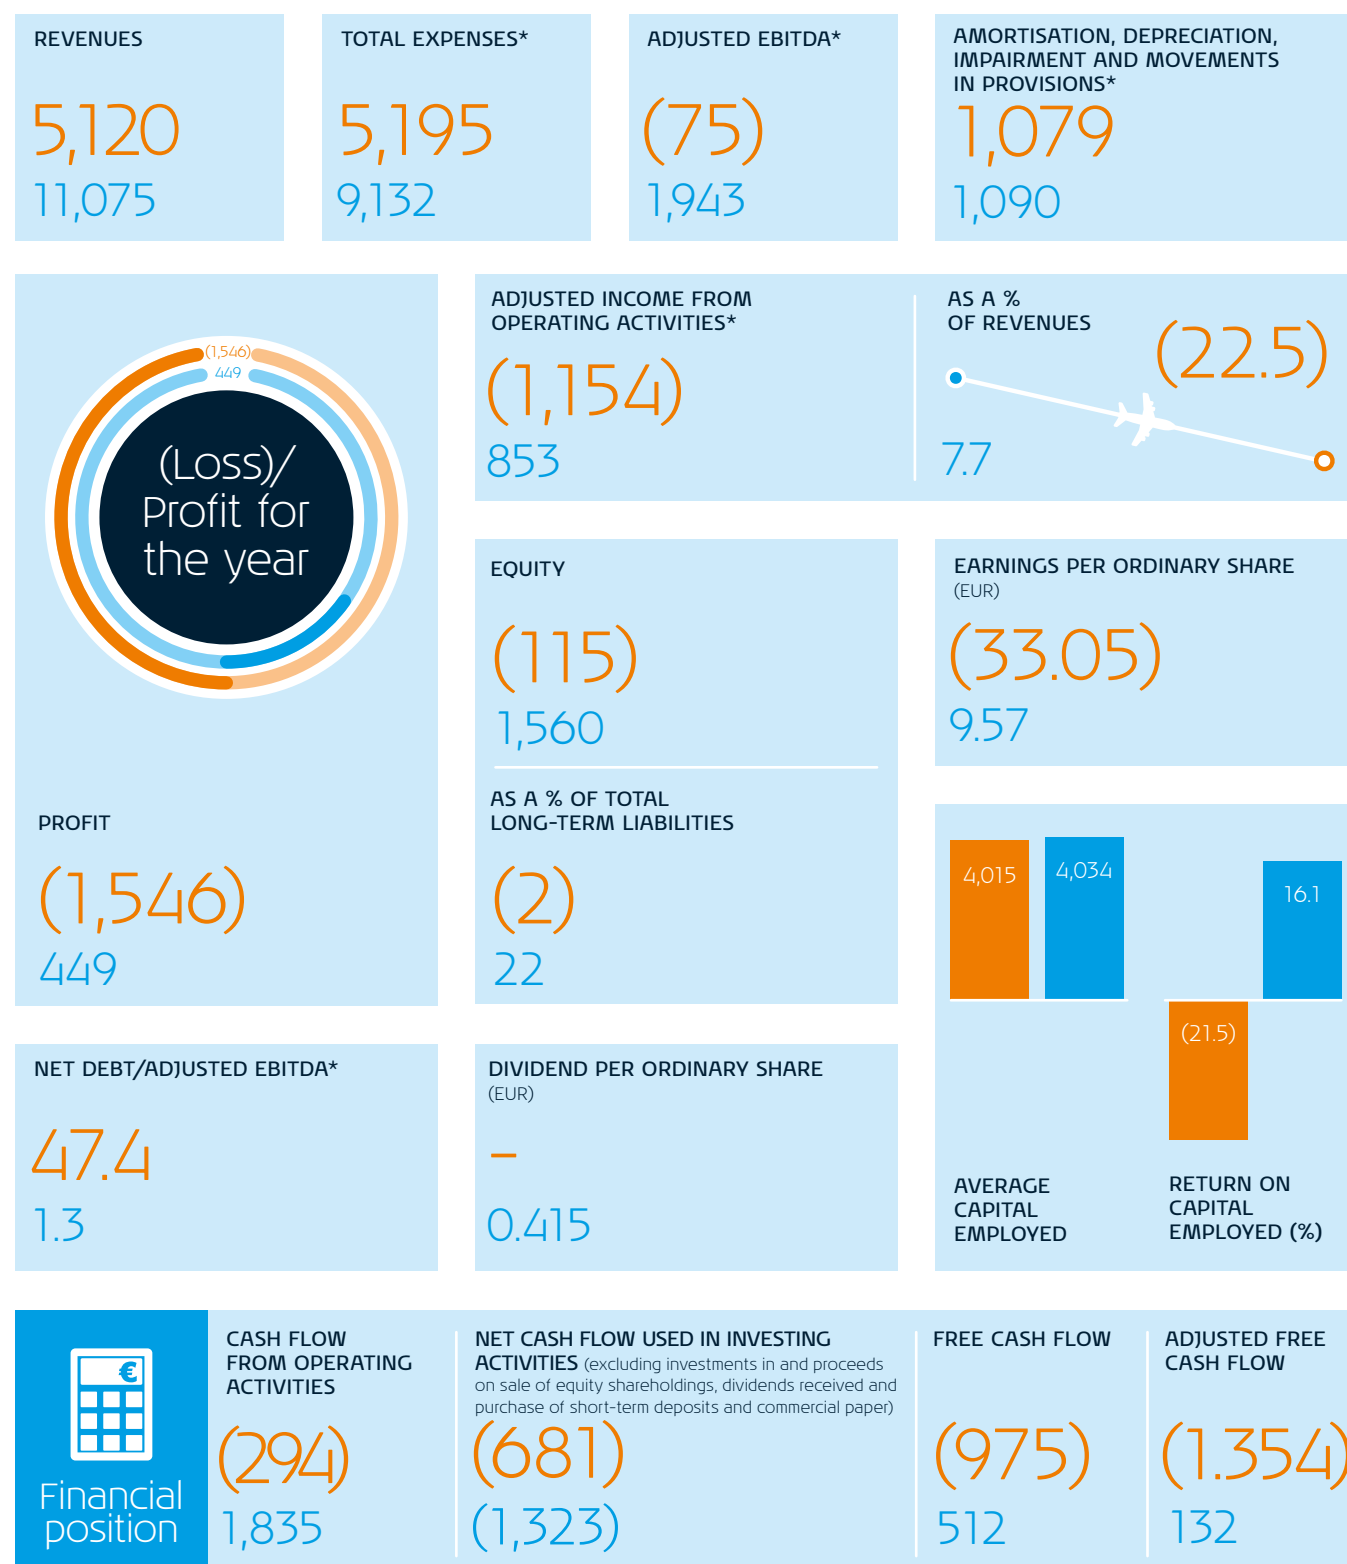 REVENUES
5,120
11,075
TOTAL EXPENSES*
5,195
9,132
ADJUSTED EBITDA*
(75)
1,943
AMORTISATION, DEPRECIATION,
IMPAIRMENT AND MOVEMENTS
IN PROVISIONS*
1,079
1,090
(1,546)
449
(Loss)/
Profit for
the year
PROFIT
(1,546)
449
ADJUSTED INCOME FROM
OPERATING ACTIVITIES*
(1,154)
853
AS A %
OF REVENUES
(22.5)
7.7
EQUITY
(115)
1,560
AS A % OF TOTAL
LONG-TERM LIABILITIES
(2)
22
EARNINGS PER ORDINARY SHARE
(EUR)
(33.05)
9.57
4,015
4,034
16.1
(21.5)
AVERAGE
CAPITAL
EMPLOYED
RETURN ON
CAPITAL
EMPLOYED (%)
NET DEBT/ADJUSTED EBITDA*
47.4
1.3
DIVIDEND PER ORDINARY SHARE
(EUR)
–
0.415
€
Financial
position
CASH FLOW
FROM OPERATING
ACTIVITIES
(294)
1,835
NET CASH FLOW USED IN INVESTING
ACTIVITIES (excluding investments in and proceeds
on sale of equity shareholdings, dividends received and
purchase of short-term deposits and commercial paper)
(681)
(1,323)
FREE CASH FLOW
(975)
512
ADJUSTED FREE
CASH FLOW
(1.354)
132